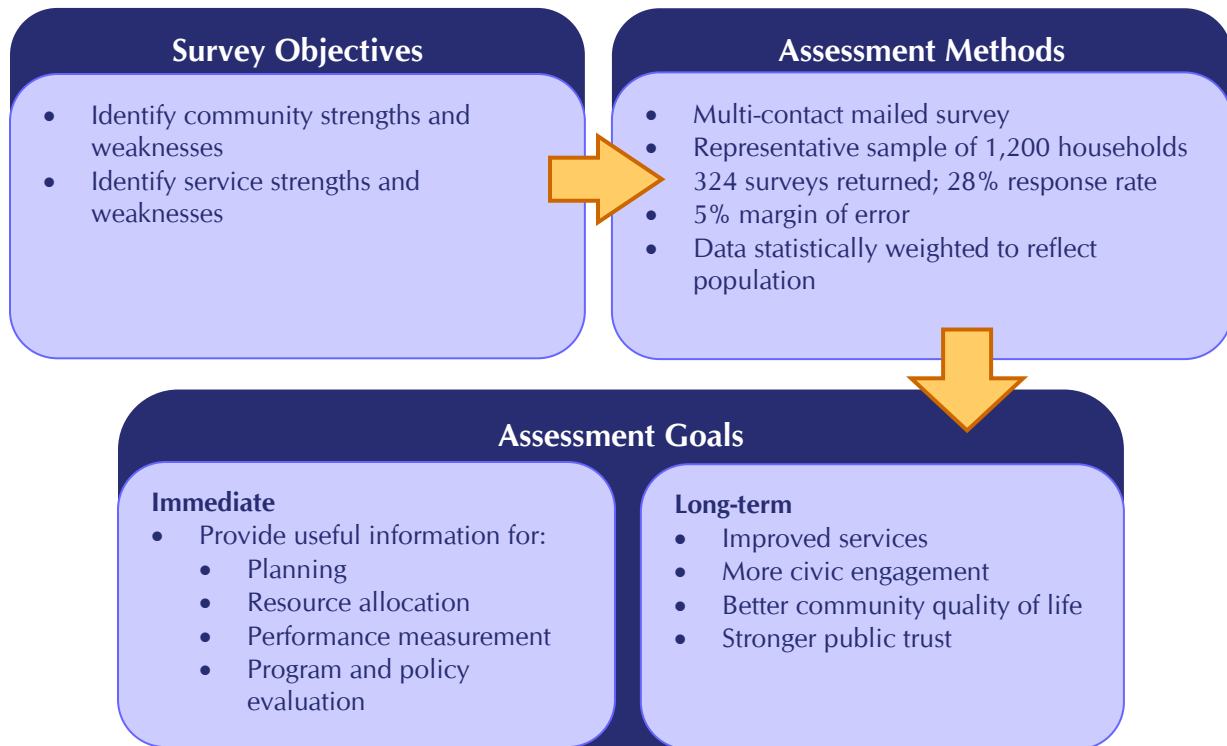 Survey Objectives
• Identify community strengths and
weaknesses
• Identify service strengths and
weaknesses
Assessment Methods
• Multi-contact mailed survey
• Representative sample of 1,200 households
324 surveys returned; 28% response rate
• 5% margin of error
• Data statistically weighted to reflect
population
Assessment Goals
Immediate
• Provide useful information for:
• Planning
• Resource allocation
• Performance measurement
• Program and policy
evaluation
Long-term
• Improved services
• More civic engagement
• Better community quality of life
• Stronger public trust